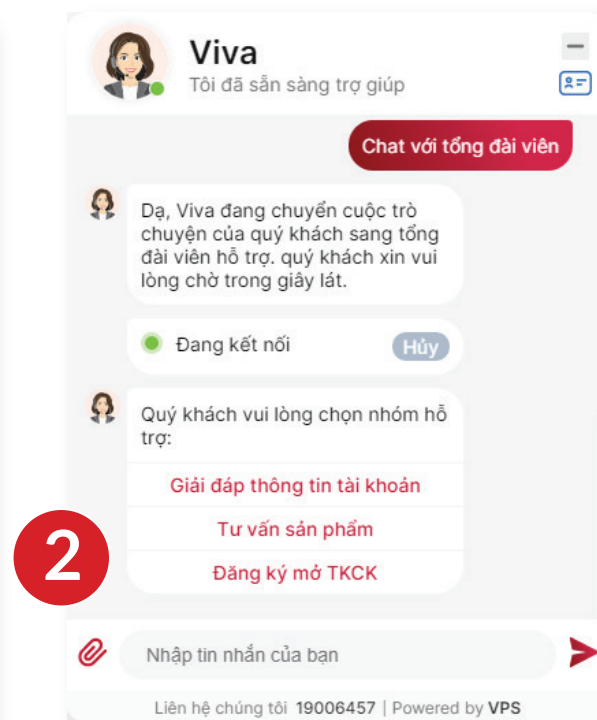 Viva
Tôi đã sẵn sàng trợ giúp
Chat với tổng đài viên
Dạ, Viva đang chuyển cuộc trò
chuyện của quý khách sang tổng
đài viên hỗ trợ. quý khách xin vui
lòng chờ trong giây lát.
Đang kết nối
Hủy
Quý khách vui lòng chọn nhóm hỗ
trợ:
Giải đáp thông tin tài khoản
Tư vấn sản phẩm
2
Đăng ký mở TKCK
Nhập tin nhắn của bạn
Liên hệ chúng tôi 19006457 | Powered by VPS